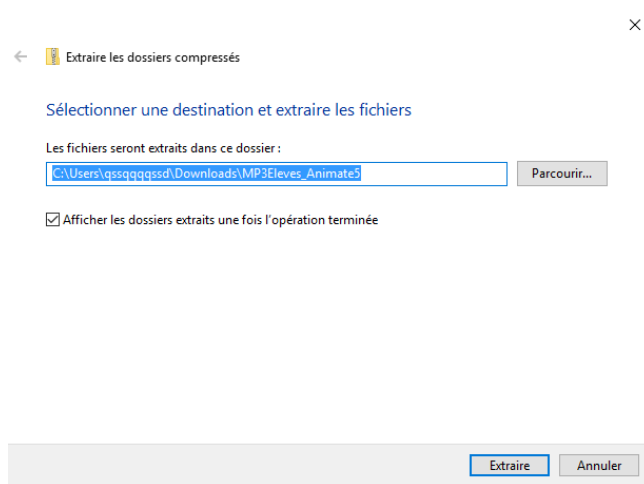 Extraire les dossiers compressés
Sélectionner une destination et extraire les fichiers
Les fichiers seront extraits dans ce dossier :
C:\Users\qssqqqqssd\Downloads\MP3Eleves_Animate5
Parcourir...
Afficher les dossiers extraits une fois l'opération terminée
Extraire
Annuler